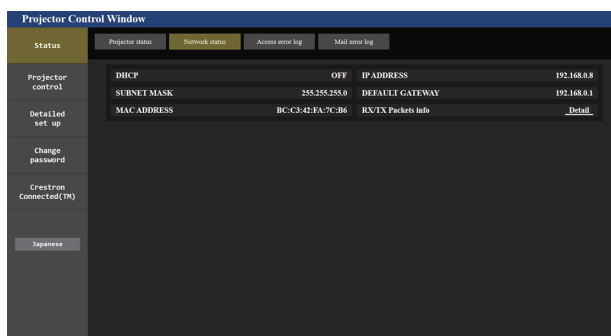 Projector Control Window
Status
Projector status Network status Access error log Mail error log
Projector
control
Detailed
set up
Change
password
Crestron
Connected(TM)
Japanese
DHCP OFF IP ADDRESS 192.168.0.8
SUBNET MASK 255.255.255.0 DEFAULT GATEWAY 192.168.0.1
MAC ADDRESS BC:C3:42:FA:7C:B6 RX/TX Packets info Detail